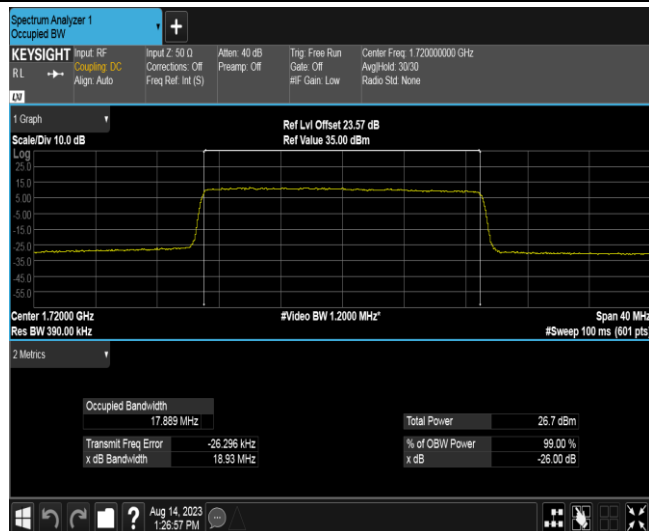 Spectrum Analyzer 1
Occupied BW
+
KEYSIGHT Input: RF Input Z: 50 Ω Atten: 40 dB Trig: Free Run Center Freq: 1.720000000 GHz
RL Coupling: DC Corrections: Off Preamp: Off Gate: Off Avg|Hold: 30/30
Align: Auto Freq Ref: Int (S) #IF Gain: Low Radio Std: None
LXI
1 Graph
Ref Lvl Offset 23.57 dB
Scale/Div 10.0 dB Ref Value 35.00 dBm
Log
25.0
15.0
5.00
-5.00
-15.0
-25.0
-35.0
-45.0
-55.0
Center 1.72000 GHz #Video BW 1.2000 MHz* Span 40 MHz
Res BW 390.00 kHz #Sweep 100 ms (601 pts)
2 Metrics
Occupied Bandwidth
17.889 MHz Total Power 26.7 dBm
Transmit Freq Error -26.296 kHz % of OBW Power 99.00 %
x dB Bandwidth 18.93 MHz x dB -26.00 dB
? Aug 14, 2023
1:26:57 PM